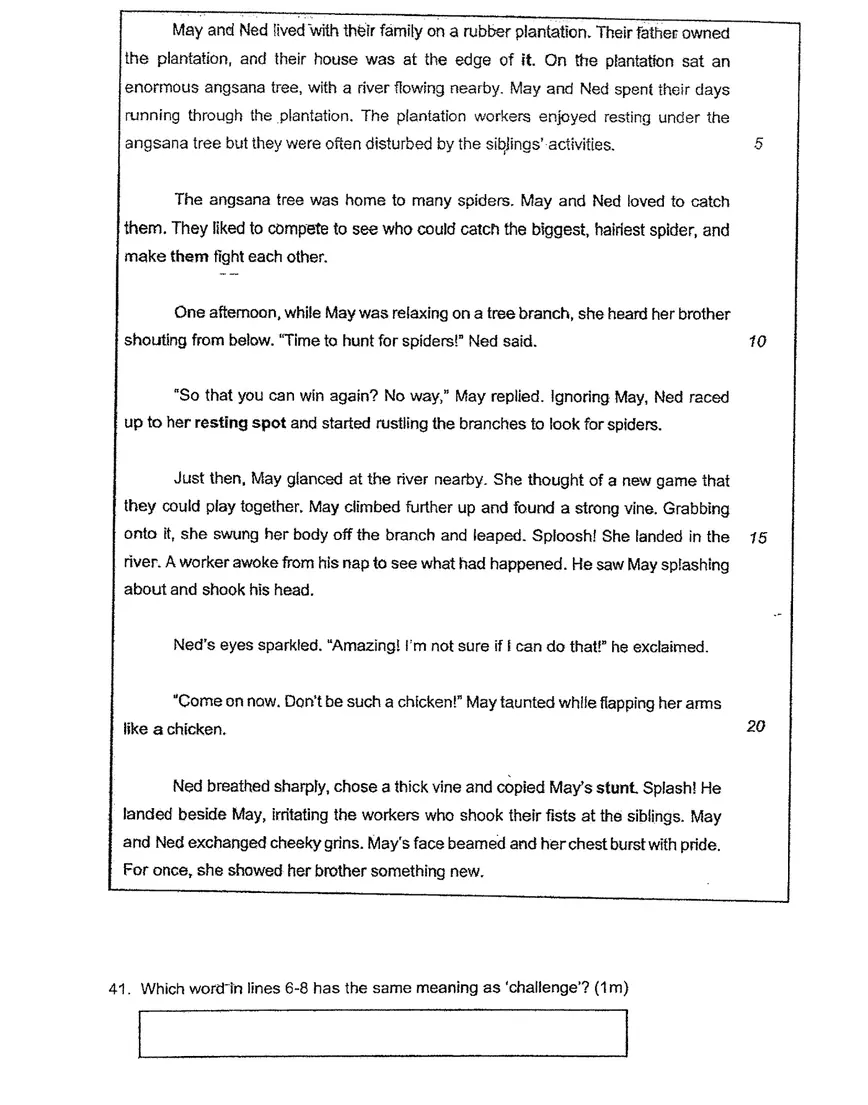 May and Ned lived with their family on a rubber plantation. Their father owned
the plantation, and their house was at the edge of it. On the plantation sat an
enormous angsana tree, with a river flowing nearby. May and Ned spent their days
running through the plantation. The plantation workers enjoyed resting under the
angsana tree but they were often disturbed by the siblings' activities. 5
The angsana tree was home to many spiders. May and Ned loved to catch
them. They liked to compete to see who could catch the biggest, hairiest spider, and
make them fight each other.
One afternoon, while May was relaxing on a tree branch, she heard her brother
shouting from below. "Time to hunt for spiders!" Ned said. 10
"So that you can win again? No way," May replied. Ignoring May, Ned raced
up to her resting spot and started rustling the branches to look for spiders.
Just then, May glanced at the river nearby. She thought of a new game that
they could play together. May climbed further up and found a strong vine. Grabbing
onto it, she swung her body off the branch and leaped. Sploosh! She landed in the 15
river. A worker awoke from his nap to see what had happened. He saw May splashing
about and shook his head.
Ned's eyes sparkled. "Amazing! I'm not sure if I can do that!" he exclaimed.
"Come on now. Don't be such a chicken!" May taunted while flapping her arms
like a chicken. 20
Ned breathed sharply, chose a thick vine and copied May's stunt. Splash! He
landed beside May, irritating the workers who shook their fists at the siblings. May
and Ned exchanged cheeky grins. May's face beamed and her chest burst with pride.
For once, she showed her brother something new.
41. Which word in lines 6-8 has the same meaning as 'challenge'? (1m)